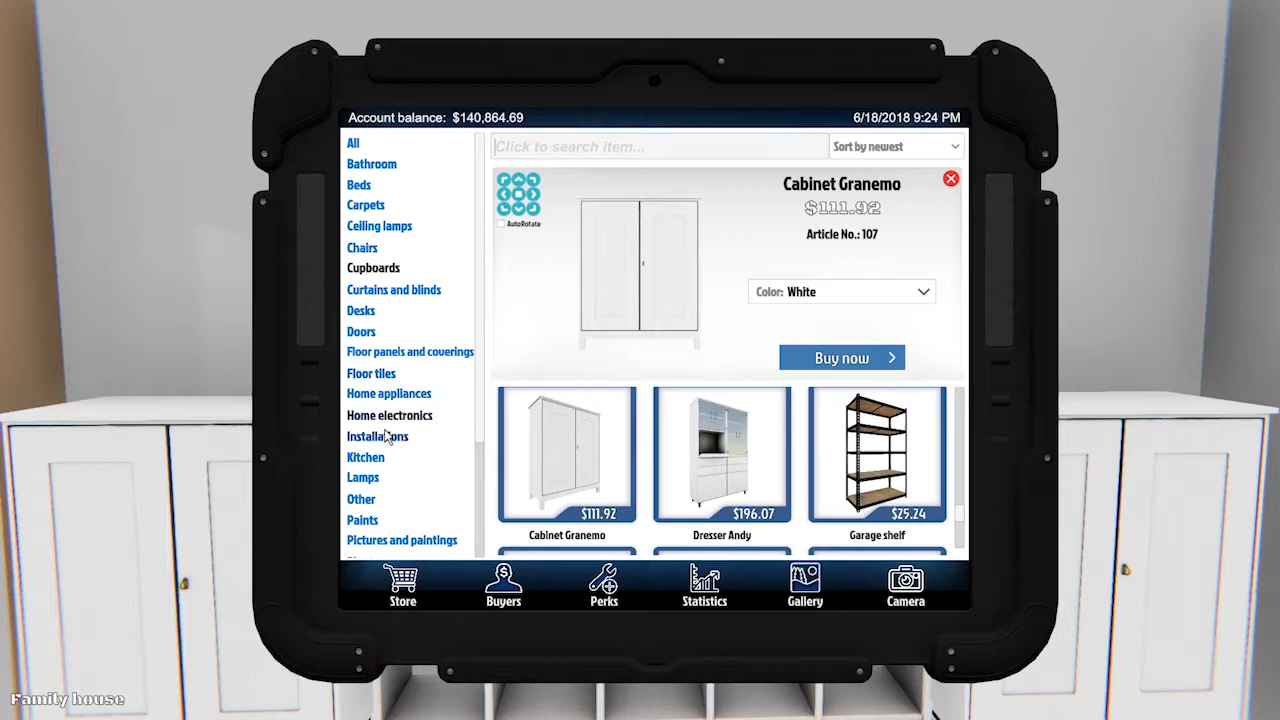 Account balance: $140,864.69
6/18/2018 9:24 PM
All
Bathroom
Beds
Carpets
Ceiling lamps
Chairs
Cupboards
Curtains and blinds
Desks
Doors
Floor panels and coverings
Floor tiles
Home appliances
Home electronics
Installations
Kitchen
Lamps
Other
Paints
Pictures and paintings
Click to search item...
Sort by newest
AutoRotate
Cabinet Granemo
$111.92
Article No.: 107
Color: White
Buy now
$111.92
Cabinet Granemo
$196.07
Dresser Andy
$25.24
Garage shelf
Store
Buyers
Perks
Statistics
Gallery
Camera
Family house